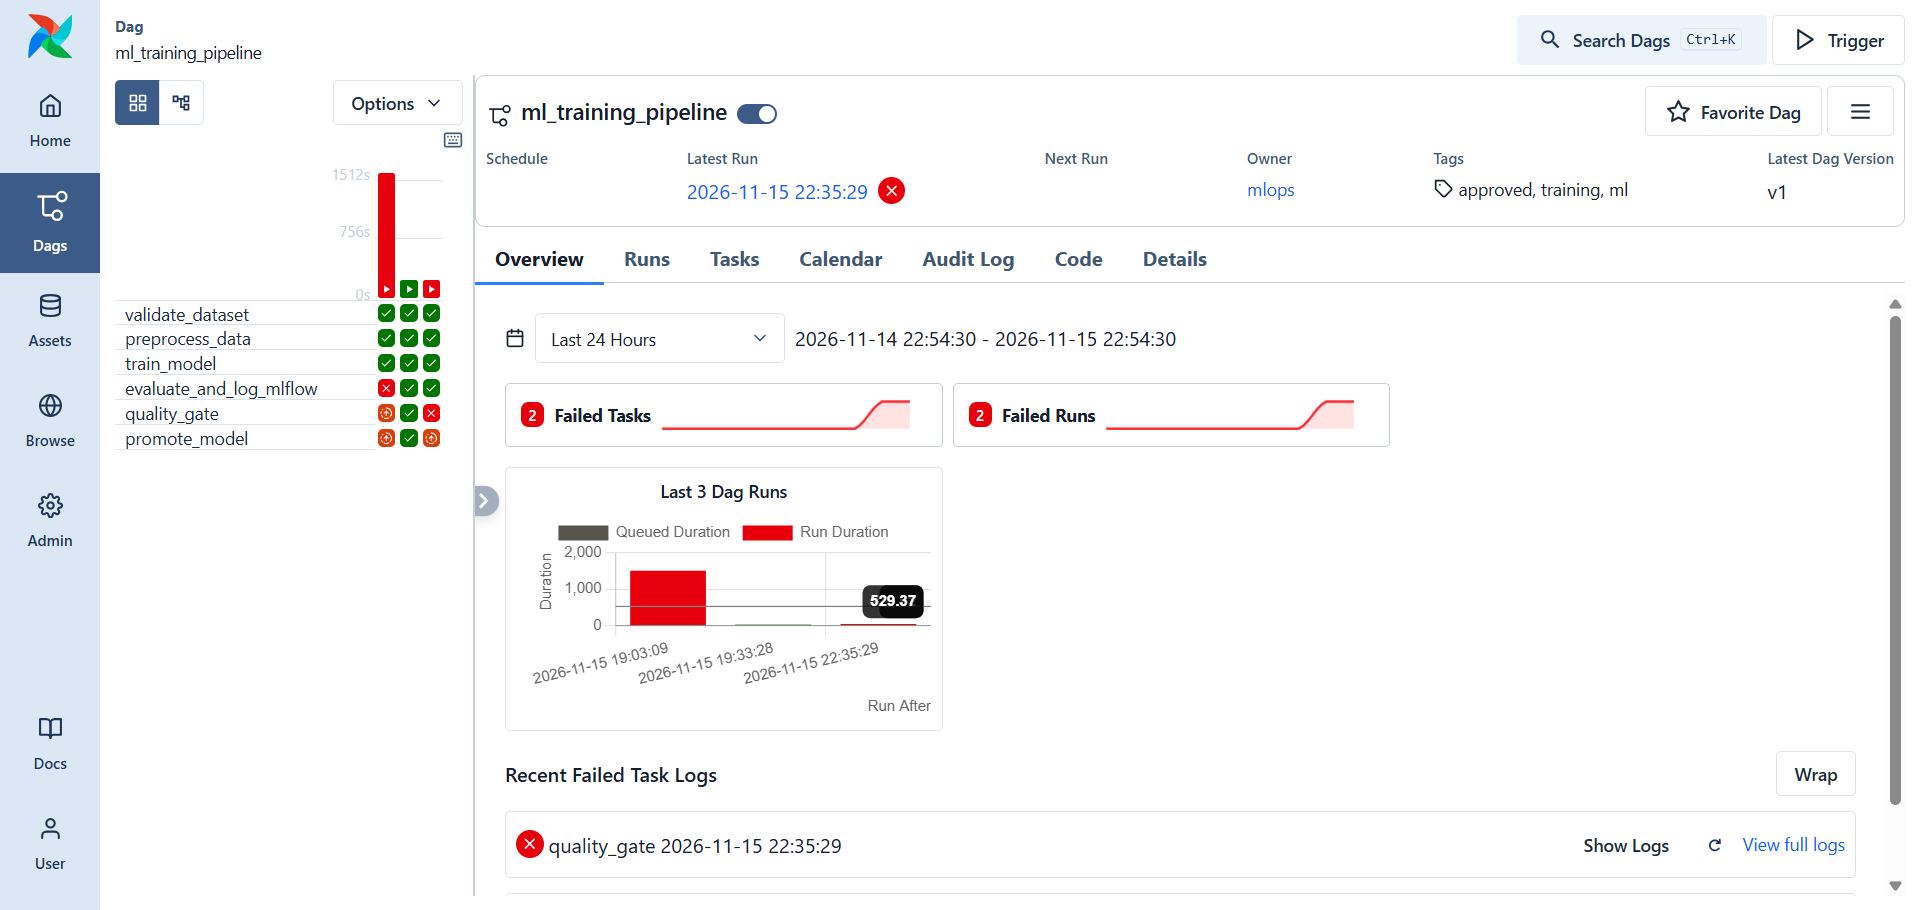 Dag
ml_training_pipeline
Search Dags Ctrl+K
Trigger
Home
Dags
Assets
Browse
Admin
Docs
User
Options
1512s
756s
0s
validate_dataset
preprocess_data
train_model
evaluate_and_log_mlflow
quality_gate
promote_model
ml_training_pipeline
Favorite Dag
Schedule
Latest Run
2026-11-15 22:35:29
Next Run
Owner
mlops
Tags
approved, training, ml
Latest Dag Version
v1
Overview Runs Tasks Calendar Audit Log Code Details
Last 24 Hours 2026-11-14 22:54:30 - 2026-11-15 22:54:30
2 Failed Tasks
2 Failed Runs
Last 3 Dag Runs
Queued Duration Run Duration
Duration
2,000
1,000
0
529.37
2026-11-15 19:03:09
2026-11-15 19:33:28
2026-11-15 22:35:29
Run After
Recent Failed Task Logs
Wrap
quality_gate 2026-11-15 22:35:29
Show Logs
View full logs